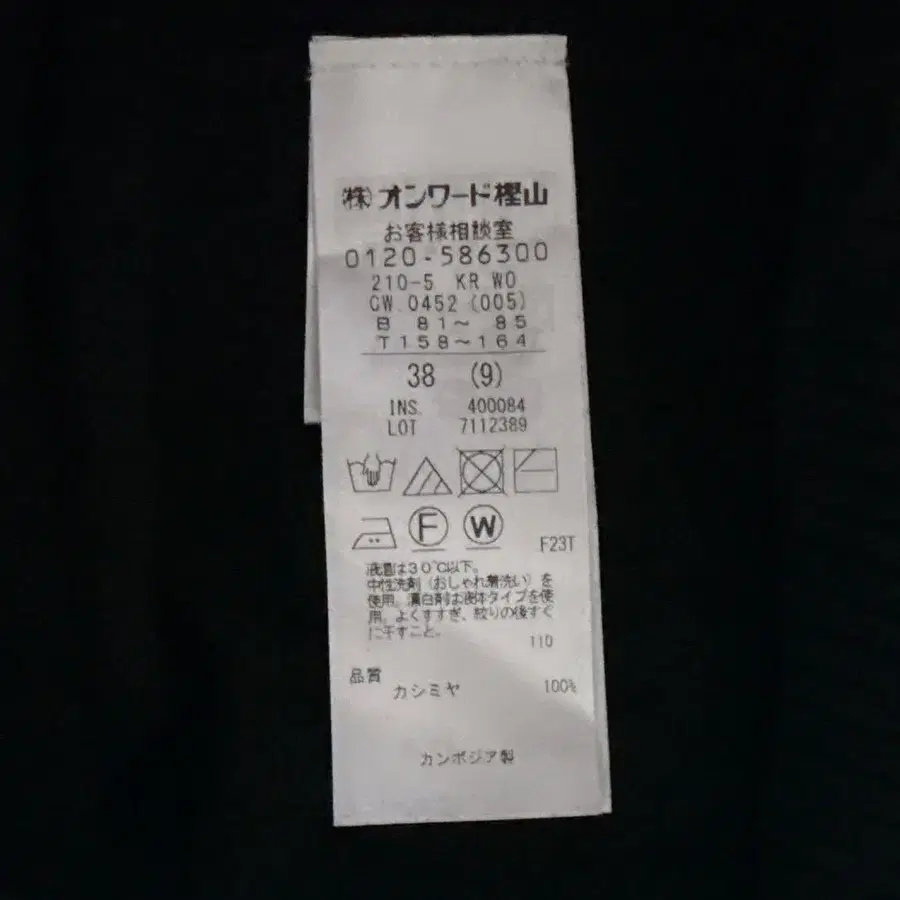 ㈱オンワード樫山
お客様相談室
0120-586300
210-5 KR WO
CW 0452 (005)
B 81～ 85
T158～164
38 (9)
INS. 400084
LOT 7112389
F
W
F23T
液温は30℃以下。
中性洗剤（おしゃれ着洗い）を
使用。漂白剤は液体タイプを使
用。よくすすぎ、絞りの後すぐ
に干すこと。
110
品質
カシミヤ 100%
カンボジア製